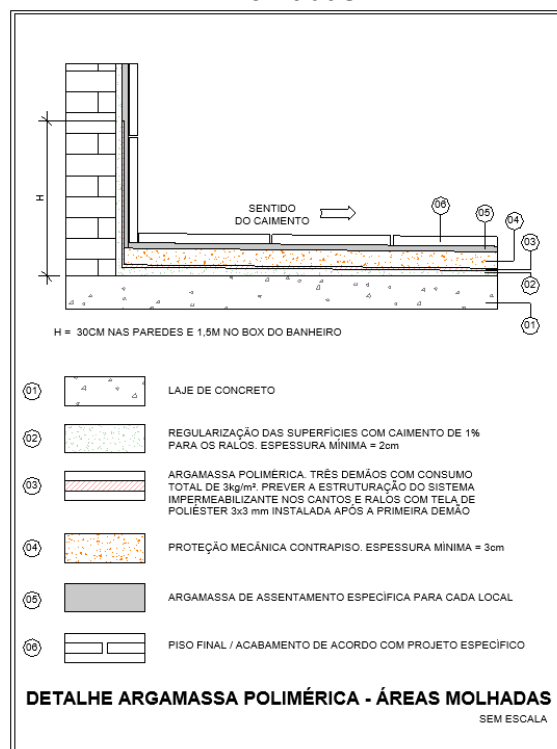 SENTIDO
DO CAIMENTO
06
05
04
03
02
01
H
H = 30CM NAS PAREDES E 1,5M NO BOX DO BANHEIRO
01
LAJE DE CONCRETO
02
REGULARIZAÇÃO DAS SUPERFÍCIES COM CAIMENTO DE 1%
PARA OS RALOS. ESPESSURA MÍNIMA = 2cm
03
ARGAMASSA POLIMÉRICA. TRÊS DEMÃOS COM CONSUMO
TOTAL DE 3kg/m². PREVER A ESTRUTURAÇÃO DO SISTEMA
IMPERMEABILIZANTE NOS CANTOS E RALOS COM TELA DE
POLIÉSTER 3x3 mm INSTALADA APÓS A PRIMEIRA DEMÃO
04
PROTEÇÃO MECÂNICA CONTRAPISO. ESPESSURA MÍNIMA = 3cm
05
ARGAMASSA DE ASSENTAMENTO ESPECÍFICA PARA CADA LOCAL
06
PISO FINAL / ACABAMENTO DE ACORDO COM PROJETO ESPECÍFICO
DETALHE ARGAMASSA POLIMÉRICA - ÁREAS MOLHADAS
SEM ESCALA